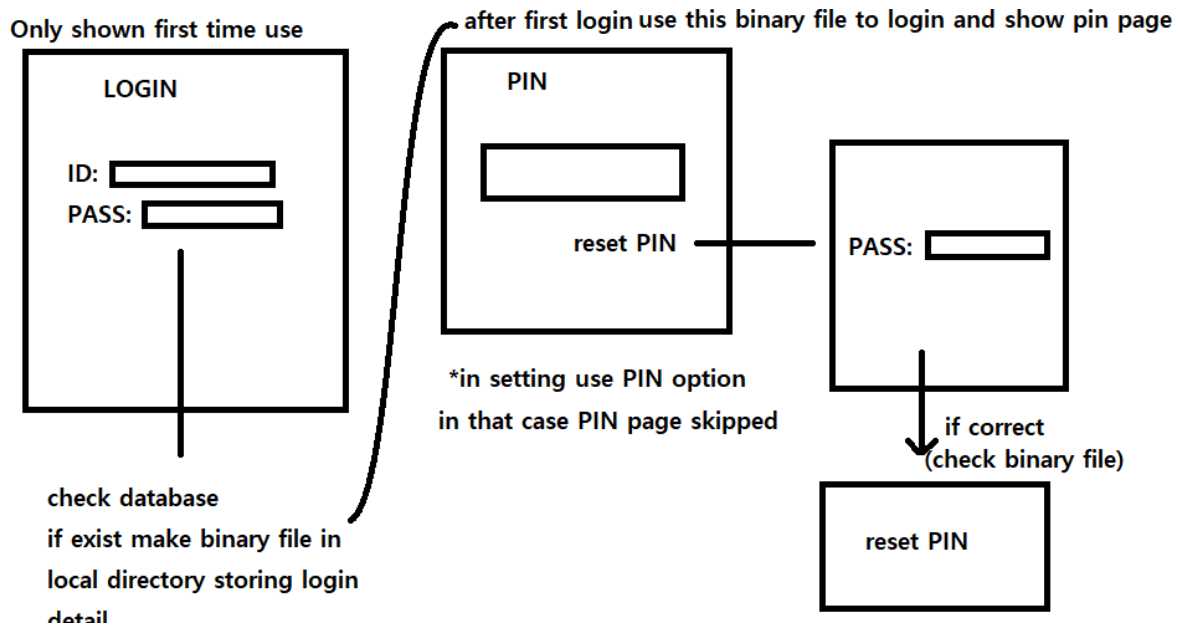 Only shown first time use
LOGIN
ID:
PASS:
check database
if exist make binary file in
local directory storing login
detail
after first login use this binary file to login and show pin page
PIN
reset PIN
*in setting use PIN option
in that case PIN page skipped
PASS:
if correct
(check binary file)
reset PIN